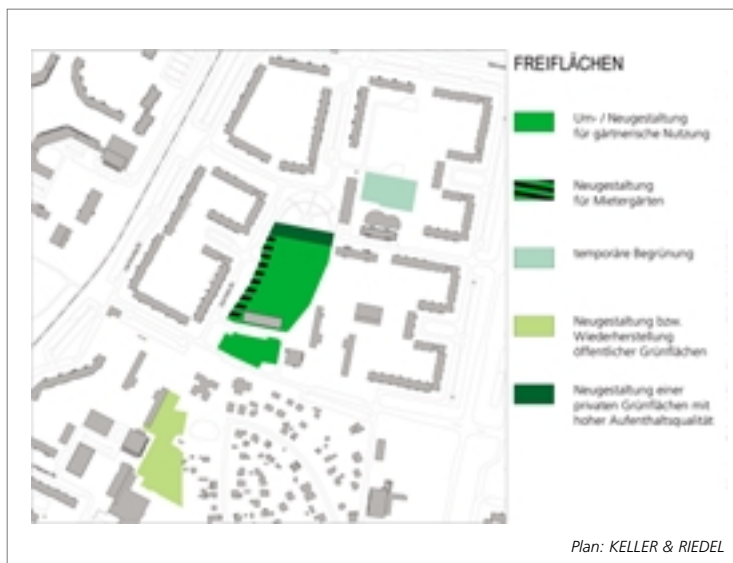 FREIFLÄCHEN
Um- / Neugestaltung
für gärtnerische Nutzung
Neugestaltung
für Mietergärten
temporäre Begrünung
Neugestaltung bzw.
Wiederherstellung
öffentlicher Grünflächen
Neugestaltung einer
privaten Grünflächen mit
hoher Aufenthaltsqualität
Plan: KELLER & RIEDEL